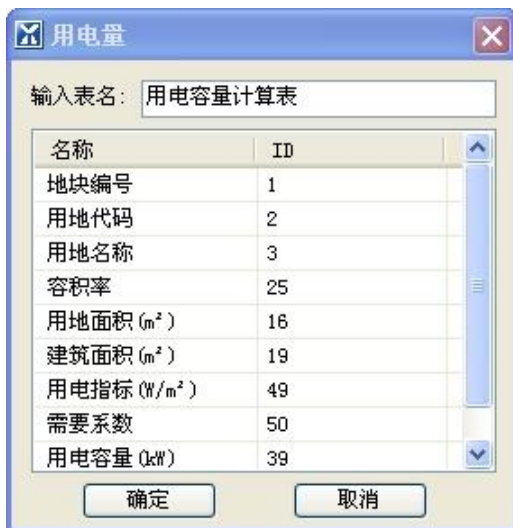 用电量
输入表名: 用电容量计算表
名称 ID
地块编号 1
用地代码 2
用地名称 3
容积率 25
用地面积(m²) 16
建筑面积(m²) 19
用电指标(W/m²) 49
需要系数 50
用电容量(kW) 39
确定 取消